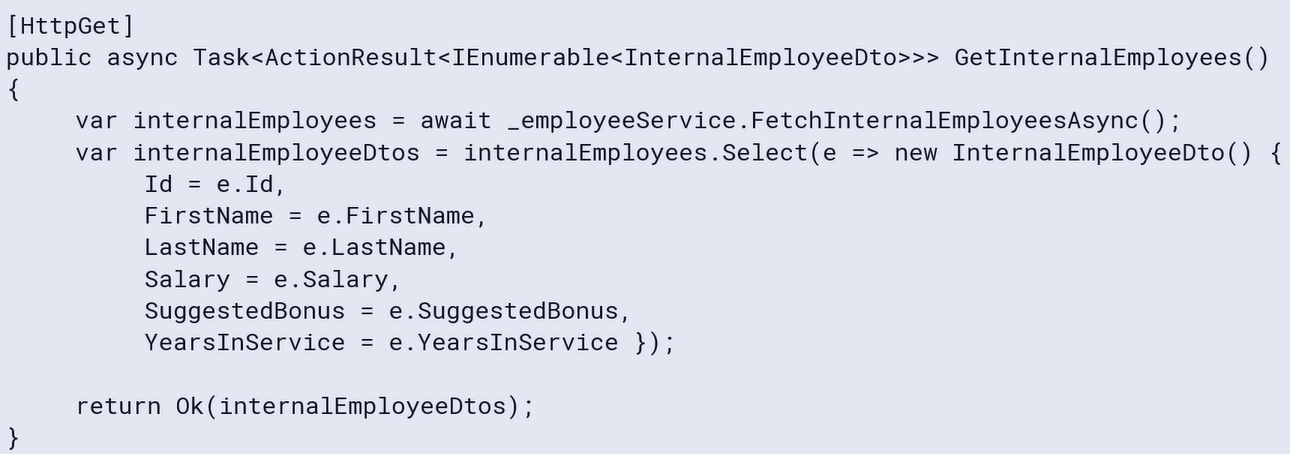 [HttpGet]
public async Task<ActionResult<IEnumerable<InternalEmployeeDto>>> GetInternalEmployees()
{
var internalEmployees = await _employeeService.FetchInternalEmployeesAsync();
var internalEmployeeDtos = internalEmployees.Select(e => new InternalEmployeeDto() {
Id = e.Id,
FirstName = e.FirstName,
LastName = e.LastName,
Salary = e.Salary,
SuggestedBonus = e.SuggestedBonus,
YearsInService = e.YearsInService });
return Ok(internalEmployeeDtos);
}